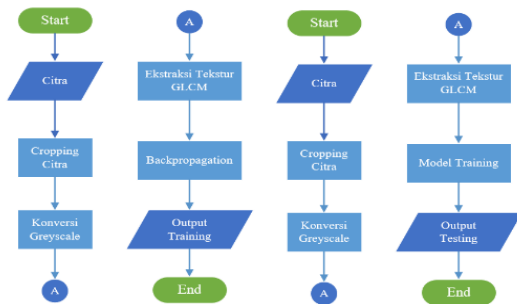 Start
Citra
Cropping
Citra
Konversi
Greyscale
A
A
Ekstraksi Tekstur
GLCM
Backpropagation
Output
Training
End
Start
Citra
Cropping
Citra
Konversi
Greyscale
A
A
Ekstraksi Tekstur
GLCM
Model Training
Output
Testing
End